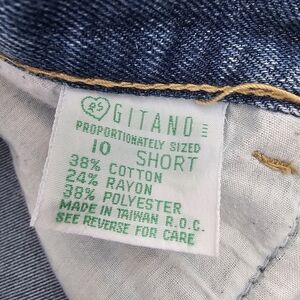 GITANO
PROPORTIONATELY SIZED
10 SHORT
38% COTTON
24% RAYON
38% POLYESTER
MADE IN TAIWAN R.O.C.
SEE REVERSE FOR CARE